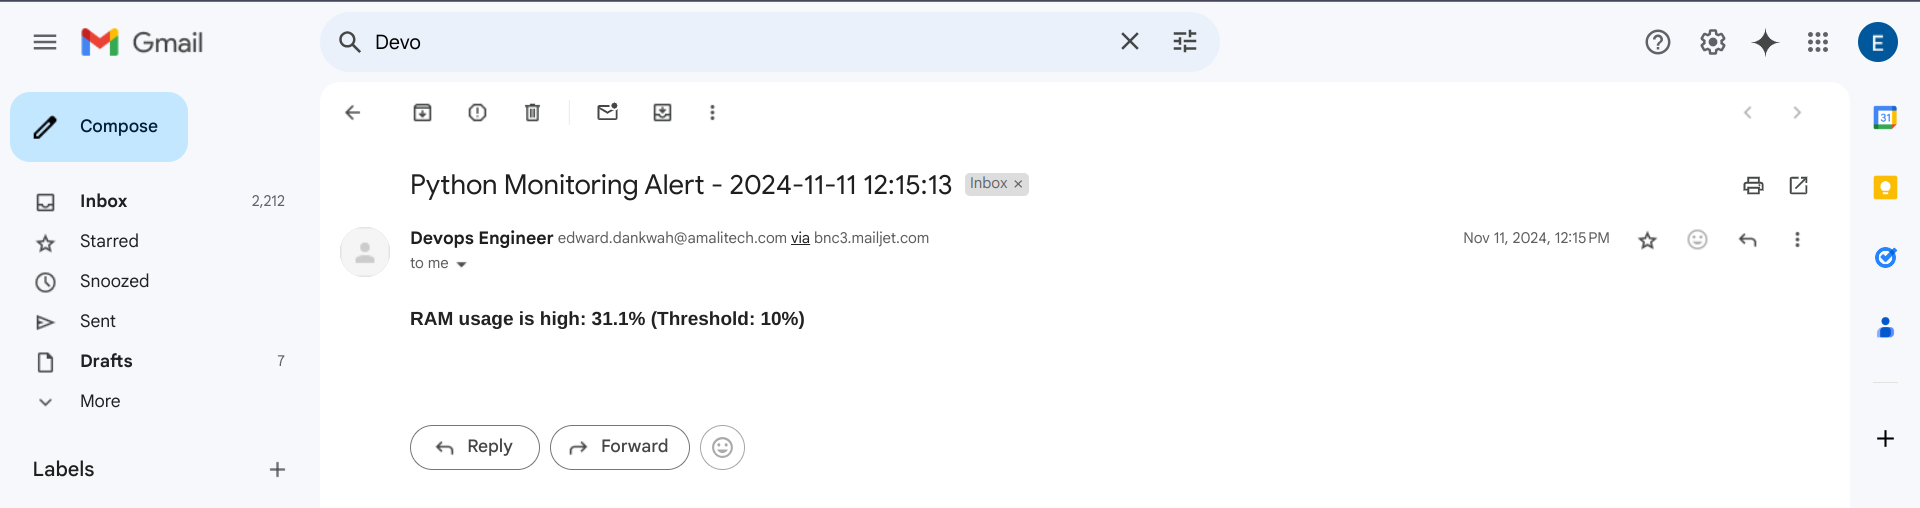 Gmail
Devo
E
Compose
Inbox 2,212
Starred
Snoozed
Sent
Drafts 7
More
Labels
Python Monitoring Alert - 2024-11-11 12:15:13 Inbox ×
Devops Engineer edward.dankwah@amalitech.com via bnc3.mailjet.com
Nov 11, 2024, 12:15 PM
to me
RAM usage is high: 31.1% (Threshold: 10%)
Reply Forward
31